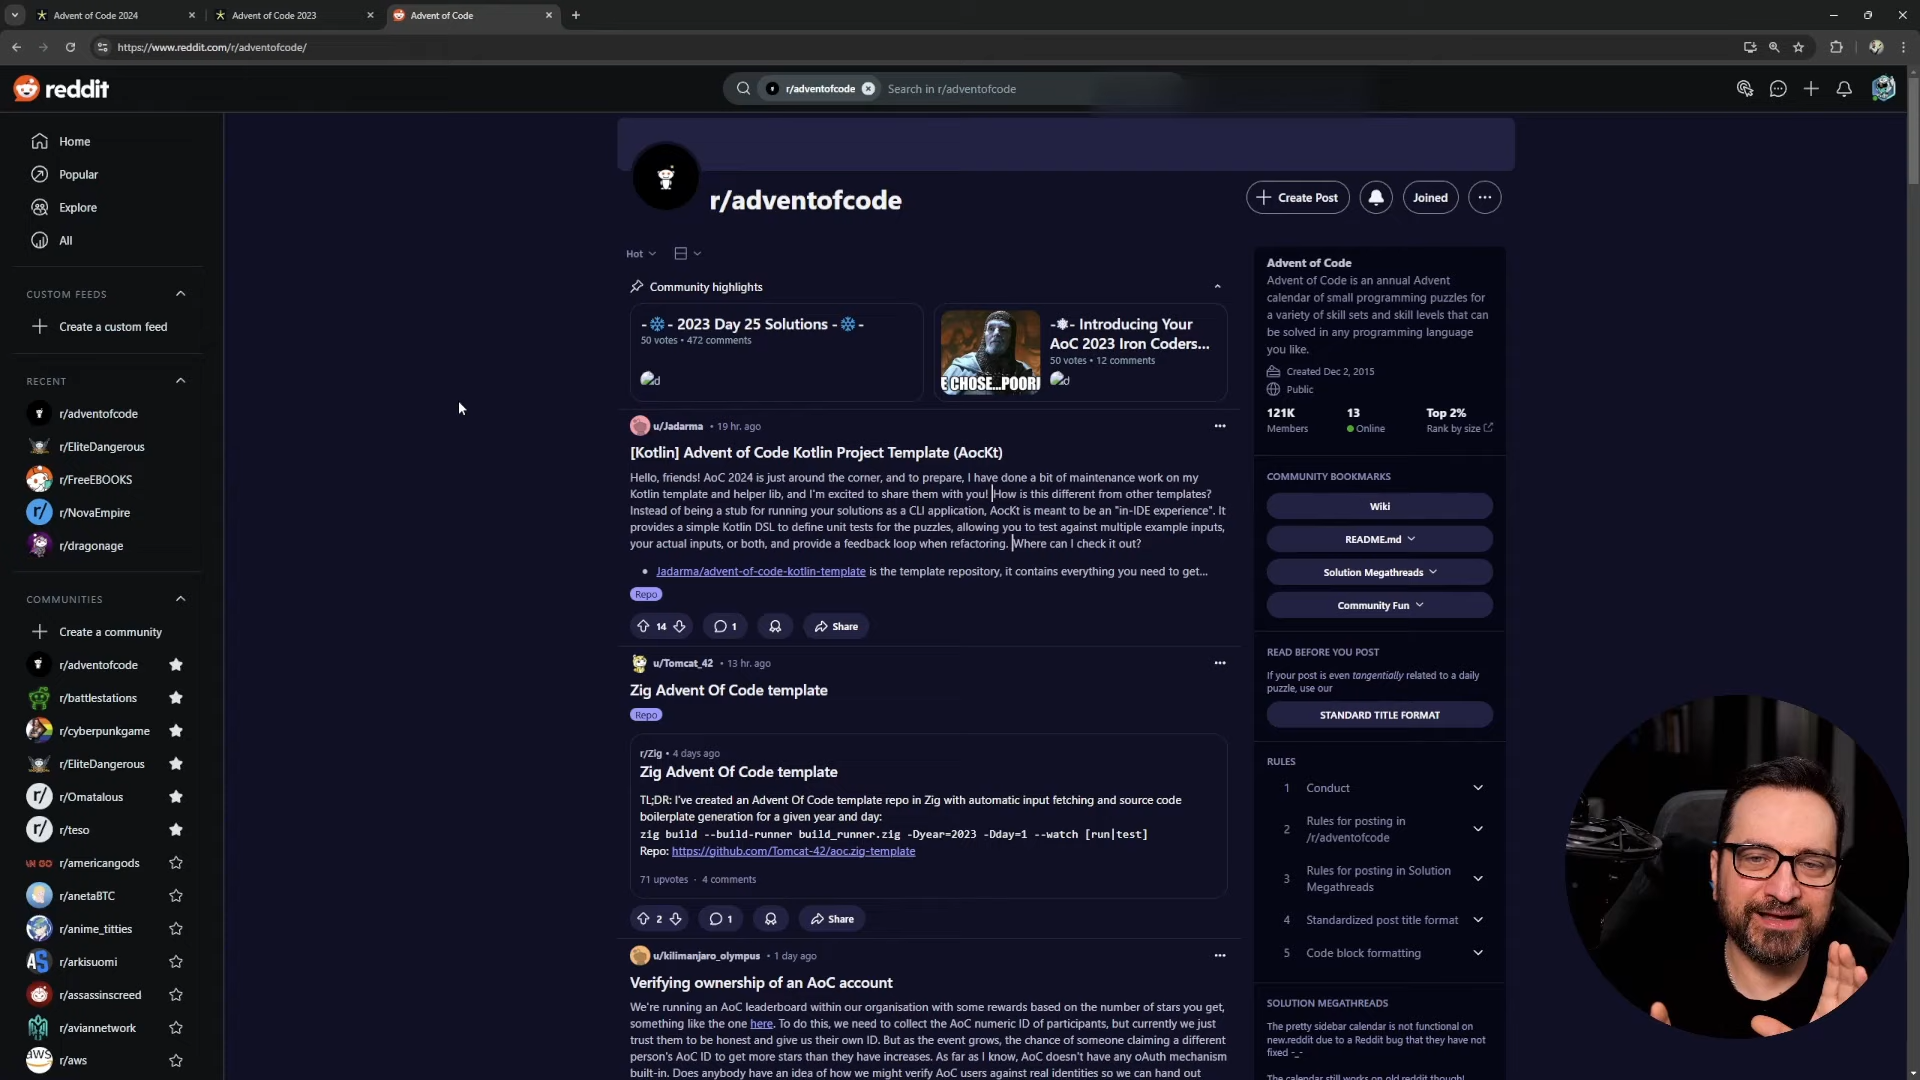 Advent of Code 2024
Advent of Code 2023
Advent of Code
https://www.reddit.com/r/adventofcode/
reddit
r/adventofcode
Search in r/adventofcode
Home
Popular
Explore
All
CUSTOM FEEDS
Create a custom feed
RECENT
r/adventofcode
r/EliteDangerous
r/FreeEBOOKS
r/NovaEmpire
r/dragonage
COMMUNITIES
Create a community
r/adventofcode
r/battlestations
r/cyberpunkgame
r/EliteDangerous
r/Omatalous
r/teso
r/americangods
r/anetaBTC
r/anime_titties
r/arkisuomi
r/assassinscreed
r/aviannetwork
aws
r/aws
r/adventofcode
Create Post
Joined
Hot
Community highlights
-❄️- 2023 Day 25 Solutions -❄️-
50 votes • 472 comments
d
E CHOSE...POOR
-❄- Introducing Your
AoC 2023 Iron Coders...
50 votes • 12 comments
d
u/Jadarma • 19 hr. ago
[Kotlin] Advent of Code Kotlin Project Template (AocKt)
Hello, friends! AoC 2024 is just around the corner, and to prepare, I have done a bit of maintenance work on my
Kotlin template and helper lib, and I'm excited to share them with you! How is this different from other templates?
Instead of being a stub for running your solutions as a CLI application, AocKt is meant to be an "in-IDE experience". It
provides a simple Kotlin DSL to define unit tests for the puzzles, allowing you to test against multiple example inputs,
your actual inputs, or both, and provide a feedback loop when refactoring. Where can I check it out?
• Jadarma/advent-of-code-kotlin-template is the template repository, it contains everything you need to get...
Repo
14
1
Share
u/Tomcat_42 • 13 hr. ago
Zig Advent Of Code template
Repo
r/Zig • 4 days ago
Zig Advent Of Code template
TL;DR: I've created an Advent Of Code template repo in Zig with automatic input fetching and source code
boilerplate generation for a given year and day:
zig build --build-runner build_runner.zig -Dyear=2023 -Dday=1 --watch [run|test]
Repo: https://github.com/Tomcat-42/aoc.zig-template
71 upvotes · 4 comments
2
1
Share
u/kilimanjaro_olympus • 1 day ago
Verifying ownership of an AoC account
We're running an AoC leaderboard within our organisation with some rewards based on the number of stars you get,
something like the one here. To do this, we need to collect the AoC numeric ID of participants, but currently we just
trust them to be honest and give us their own ID. But as the event grows, the chance of someone claiming a different
person's AoC ID to get more stars than they have increases. As far as I know, AoC doesn't have any oAuth mechanism
built-in. Does anybody have an idea of how we might verify AoC users against real identities so we can hand out
Advent of Code
Advent of Code is an annual Advent
calendar of small programming puzzles for
a variety of skill sets and skill levels that can
be solved in any programming language
you like.
Created Dec 2, 2015
Public
121K
Members
13
Online
Top 2%
Rank by size
COMMUNITY BOOKMARKS
Wiki
README.md
Solution Megathreads
Community Fun
READ BEFORE YOU POST
If your post is even tangentially related to a daily
puzzle, use our
STANDARD TITLE FORMAT
RULES
1 Conduct
2 Rules for posting in
/r/adventofcode
3 Rules for posting in Solution
Megathreads
4 Standardized post title format
5 Code block formatting
SOLUTION MEGATHREADS
The pretty sidebar calendar is not functional on
new.reddit due to a Reddit bug that they have not
fixed -_-
The calendar still works on old reddit though!